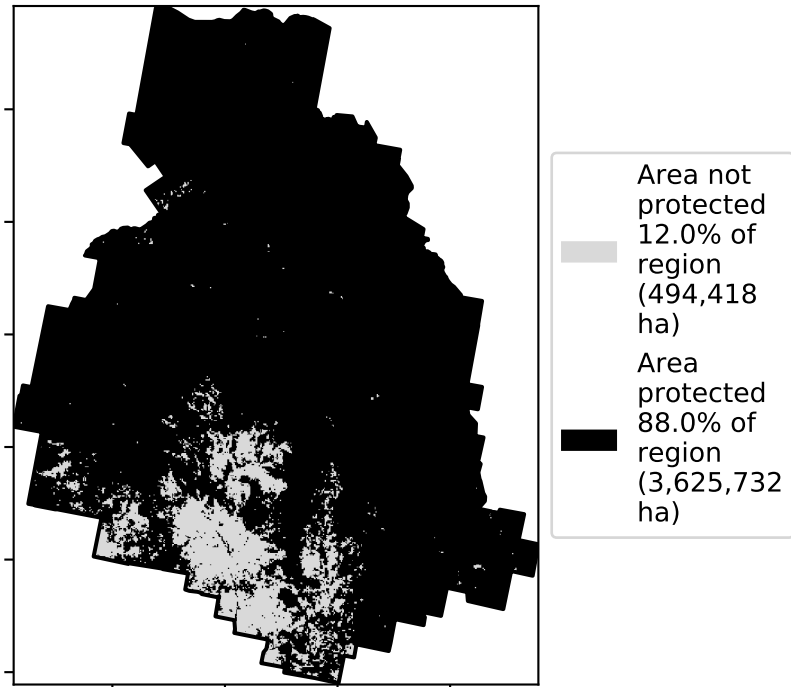 Area not
protected
12.0% of
region
(494,418
ha)
Area
protected
88.0% of
region
(3,625,732
ha)